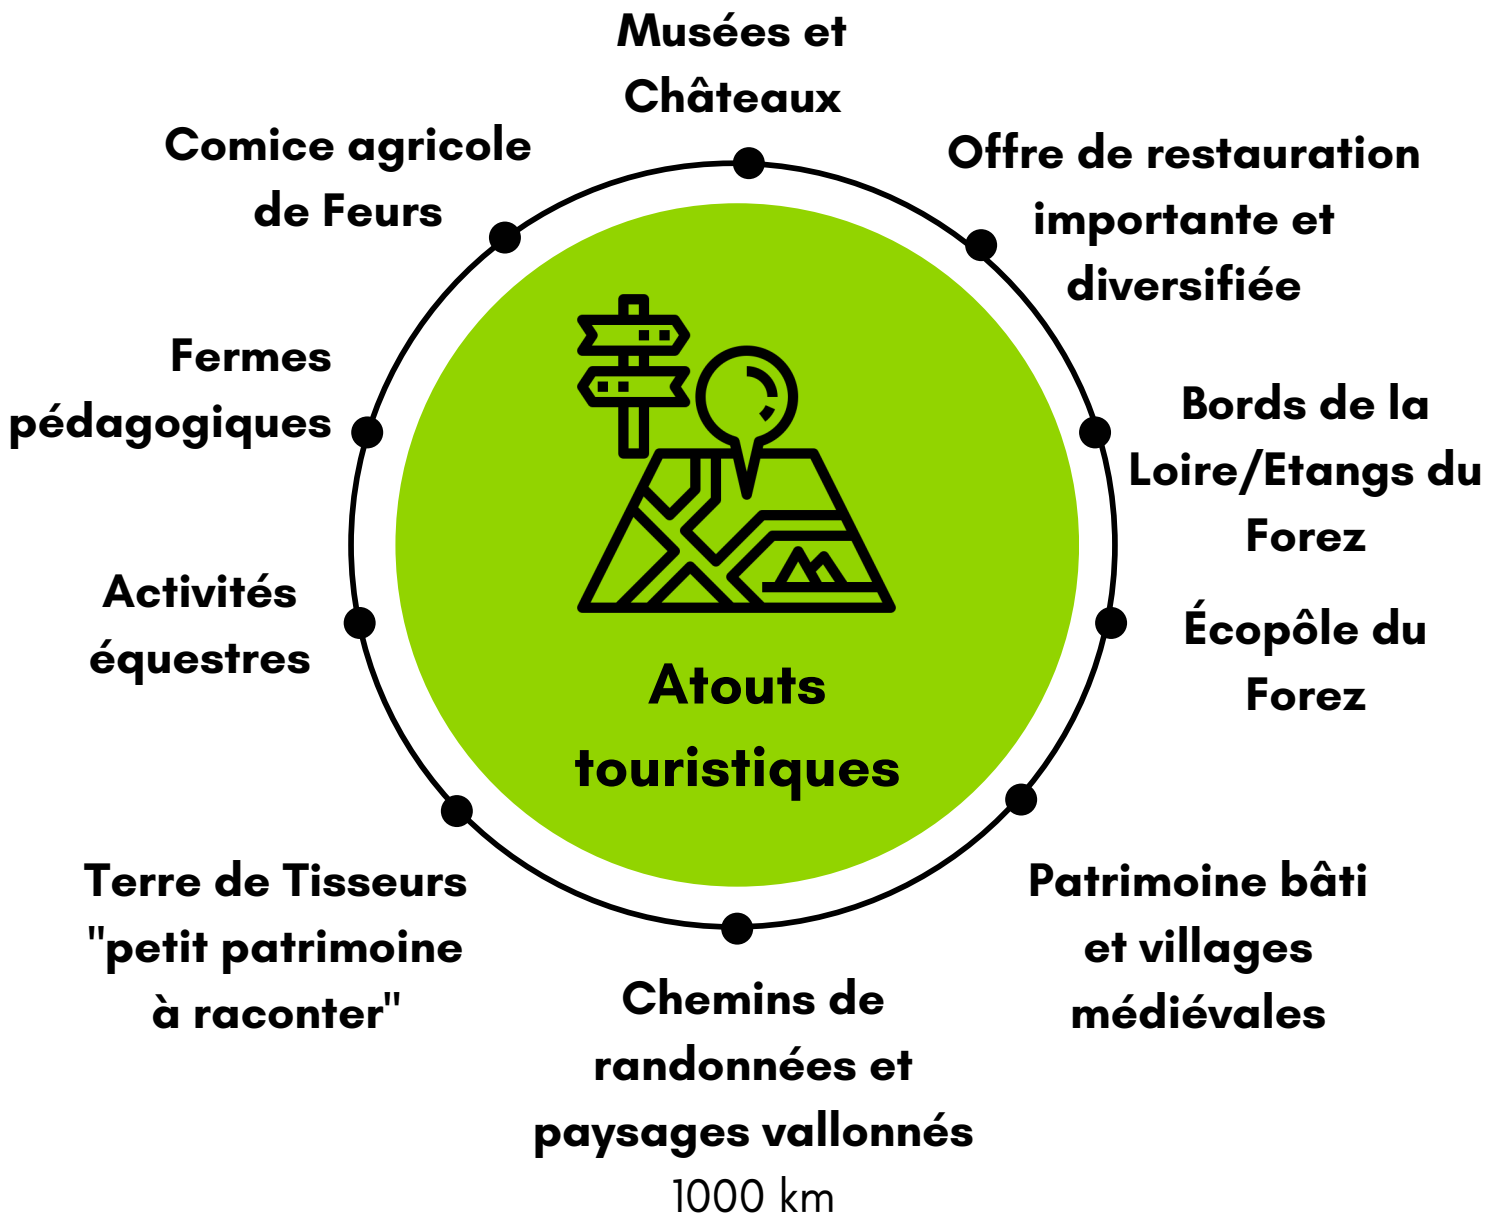 Musées et
Châteaux
Offre de restauration
importante et
diversifiée
Bords de la
Loire/Etangs du
Forez
Écopôle du
Forez
Patrimoine bâti
et villages
médiévales
Chemins de
randonnées et
paysages vallonnés
1000 km
Terre de Tisseurs
"petit patrimoine
à raconter"
Activités
équestres
Fermes
pédagogiques
Comice agricole
de Feurs
Atouts
touristiques